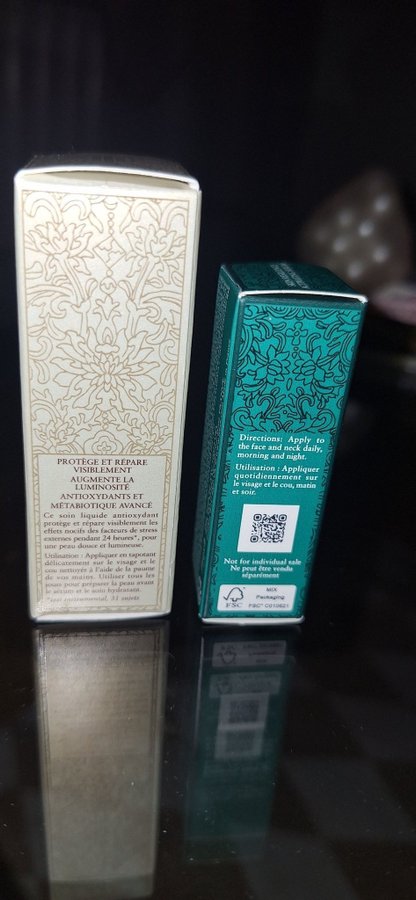 PROTÈGE ET RÉPARE
VISIBLEMENT
AUGMENTE LA
LUMINOSITÉ
ANTIOXYDANTS ET
MÉTABIOTIQUE AVANCÉ
Ce soin liquide antioxydant
protège et répare visiblement les
effets nocifs des facteurs de stress
externes pendant 24 heures*, pour
une peau douce et lumineuse.
Utilisation : Appliquer en tapotant
délicatement sur le visage et le
cou nettoyés à l'aide de la paume
de vos mains. Utiliser tous les
jours pour préparer la peau avant
le sérum et le soin hydratant.
*Test instrumental, 31 sujets
Directions: Apply to
the face and neck daily,
morning and night.
Utilisation : Appliquer
quotidiennement sur
le visage et le cou, matin
et soir.
Not for individual sale
Ne peut être vendu
séparément
FSC
MIX
Packaging
FSC® C010621